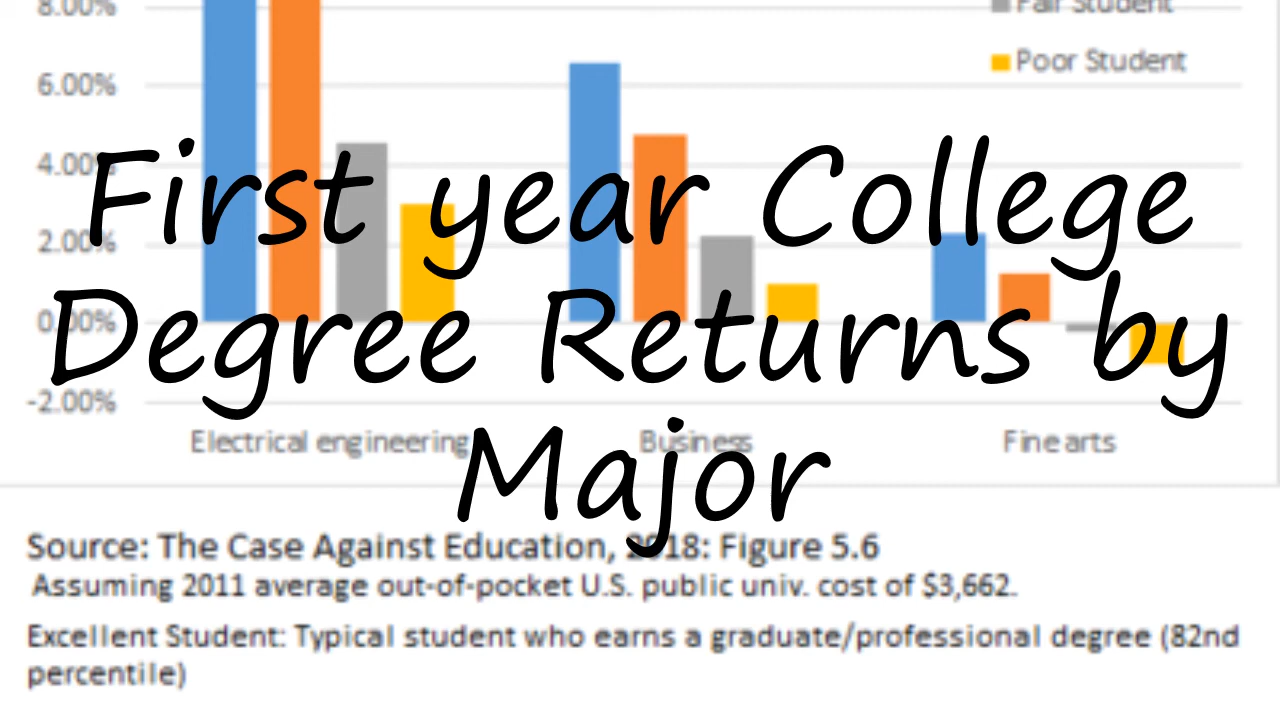 8.00%
Fair Student
6.00%
Poor Student
4.00%
First year College
2.00%
Degree Returns by
0.00%
-2.00%
Electrical engineering Business Fine arts
Major
Source: The Case Against Education, 2018: Figure 5.6
Assuming 2011 average out-of-pocket U.S. public univ. cost of $3,662.
Excellent Student: Typical student who earns a graduate/professional degree (82nd
percentile)